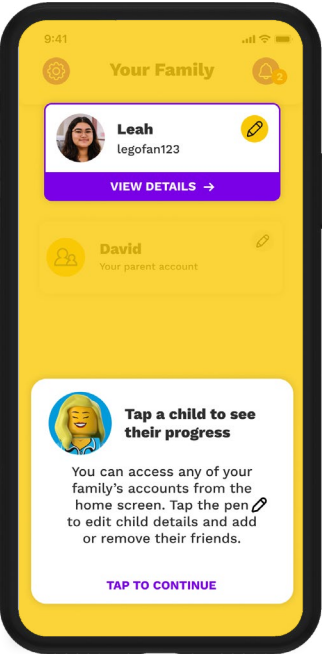 9:41
Your Family
2
Leah
legofan123
VIEW DETAILS →
David
Your parent account
Tap a child to see
their progress
You can access any of your
family’s accounts from the
home screen. Tap the pen
to edit child details and add
or remove their friends.
TAP TO CONTINUE